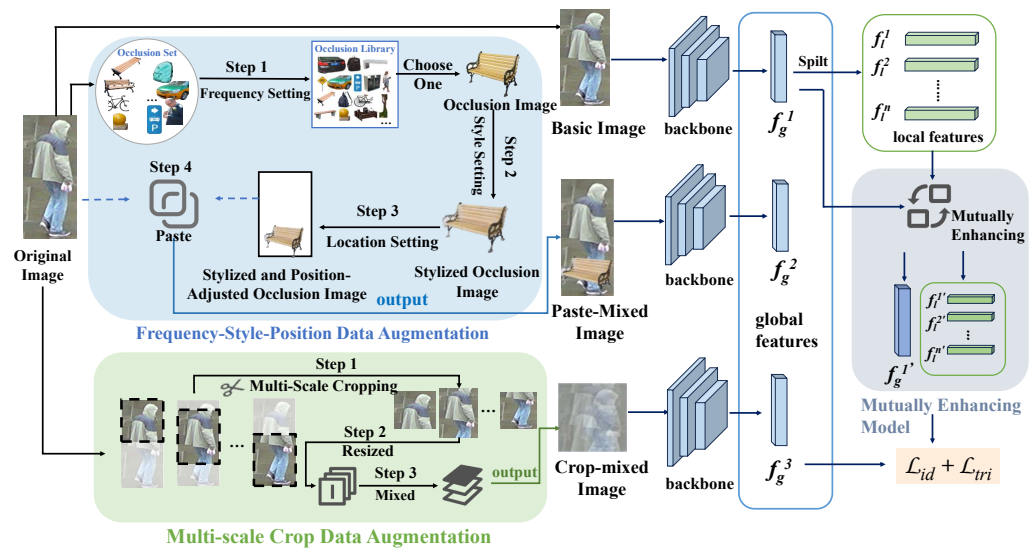 Occlusion Set
Step 1
Frequency Setting
Occlusion Library
Choose
One
Occlusion Image
Step 2
Style Setting
Step 4
Paste
Step 3
Location Setting
Stylized and Position-
Adjusted Occlusion Image
Stylized Occlusion
Image
output
Frequency-Style-Position Data Augmentation
Original
Image
Step 1
Multi-Scale Cropping
Step 2
Resized
Step 3
Mixed
output
Multi-scale Crop Data Augmentation
Basic Image
Paste-Mixed
Image
Crop-mixed
Image
backbone
backbone
backbone
f_g^1
f_g^2
global
features
f_g^3
Spilt
f_l^1
f_l^2
f_l^n
local features
Mutually
Enhancing
f_g^{1'}
f_l^{1'}
f_l^{2'}
f_l^{n'}
Mutually Enhancing
Model
ℒ_id + ℒ_tri